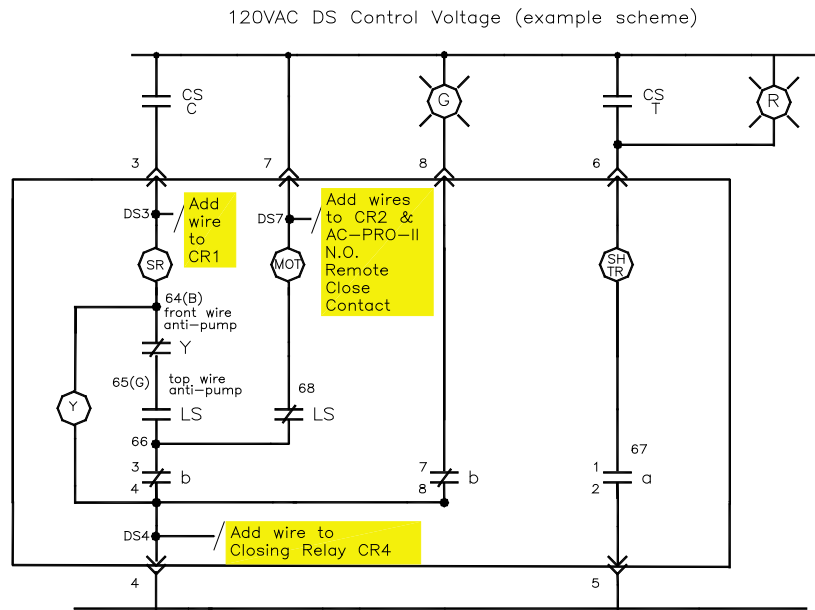 120VAC DS Control Voltage (example scheme)
CS
C
G
CS
T
R
3
7
8
6
DS3
Add
wire
to
CR1
DS7
Add wires
to CR2 &
AC-PRO-II
N.O.
Remote
Close
Contact
SR
MOT
SH
TR
64(B)
front wire
anti-pump
Y
65(G)
top wire
anti-pump
68
Y
LS
LS
66
67
3
4
b
7
8
b
1
2
a
DS4
Add wire to
Closing Relay CR4
4
5